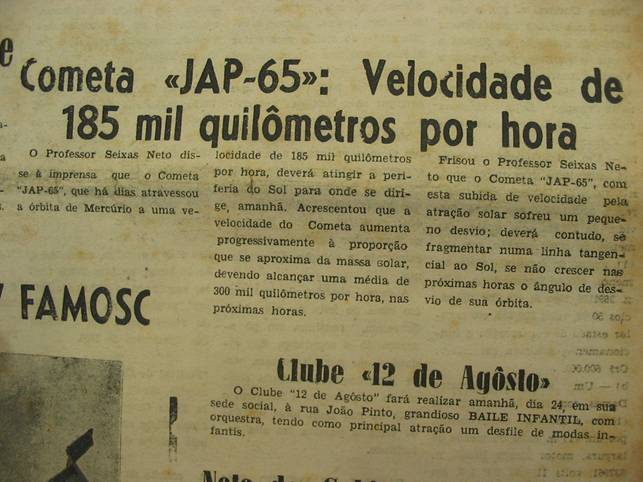 Cometa «JAP-65»: Velocidade de
185 mil quilômetros por hora
O Professor Seixas Neto dis-
se à imprensa que o Cometa
"JAP-65", que há dias atravessou
a órbita de Mercúrio a uma ve-
locidade de 185 mil quilômetros
por hora, deverá atingir a peri-
feria do Sol para onde se diri-
ge, amanhã. Acrescentou que a
velocidade do Cometa aumenta
progressivamente à proporção
que se aproxima da massa solar,
devendo alcançar uma média de
300 mil quilômetros por hora, nas
próximas horas.
Frisou o Professor Seixas Ne-
to que o Cometa "JAP-65", com
esta subida de velocidade pela
atração solar sofreu um peque-
no desvio; deverá contudo, se
fragmentar numa linha tangen-
cial ao Sol, se não crescer nas
próximas horas o ângulo de des-
vio de sua órbita.
FAMOSC
Clube «12 de Agôsto»
O Clube "12 de Agôsto" fará realizar amanhã, dia 24, em sua
sede social, à rua João Pinto, grandioso BAILE INFANTIL, com
orquestra, tendo como principal atração um desfile de modas in-
fantis.